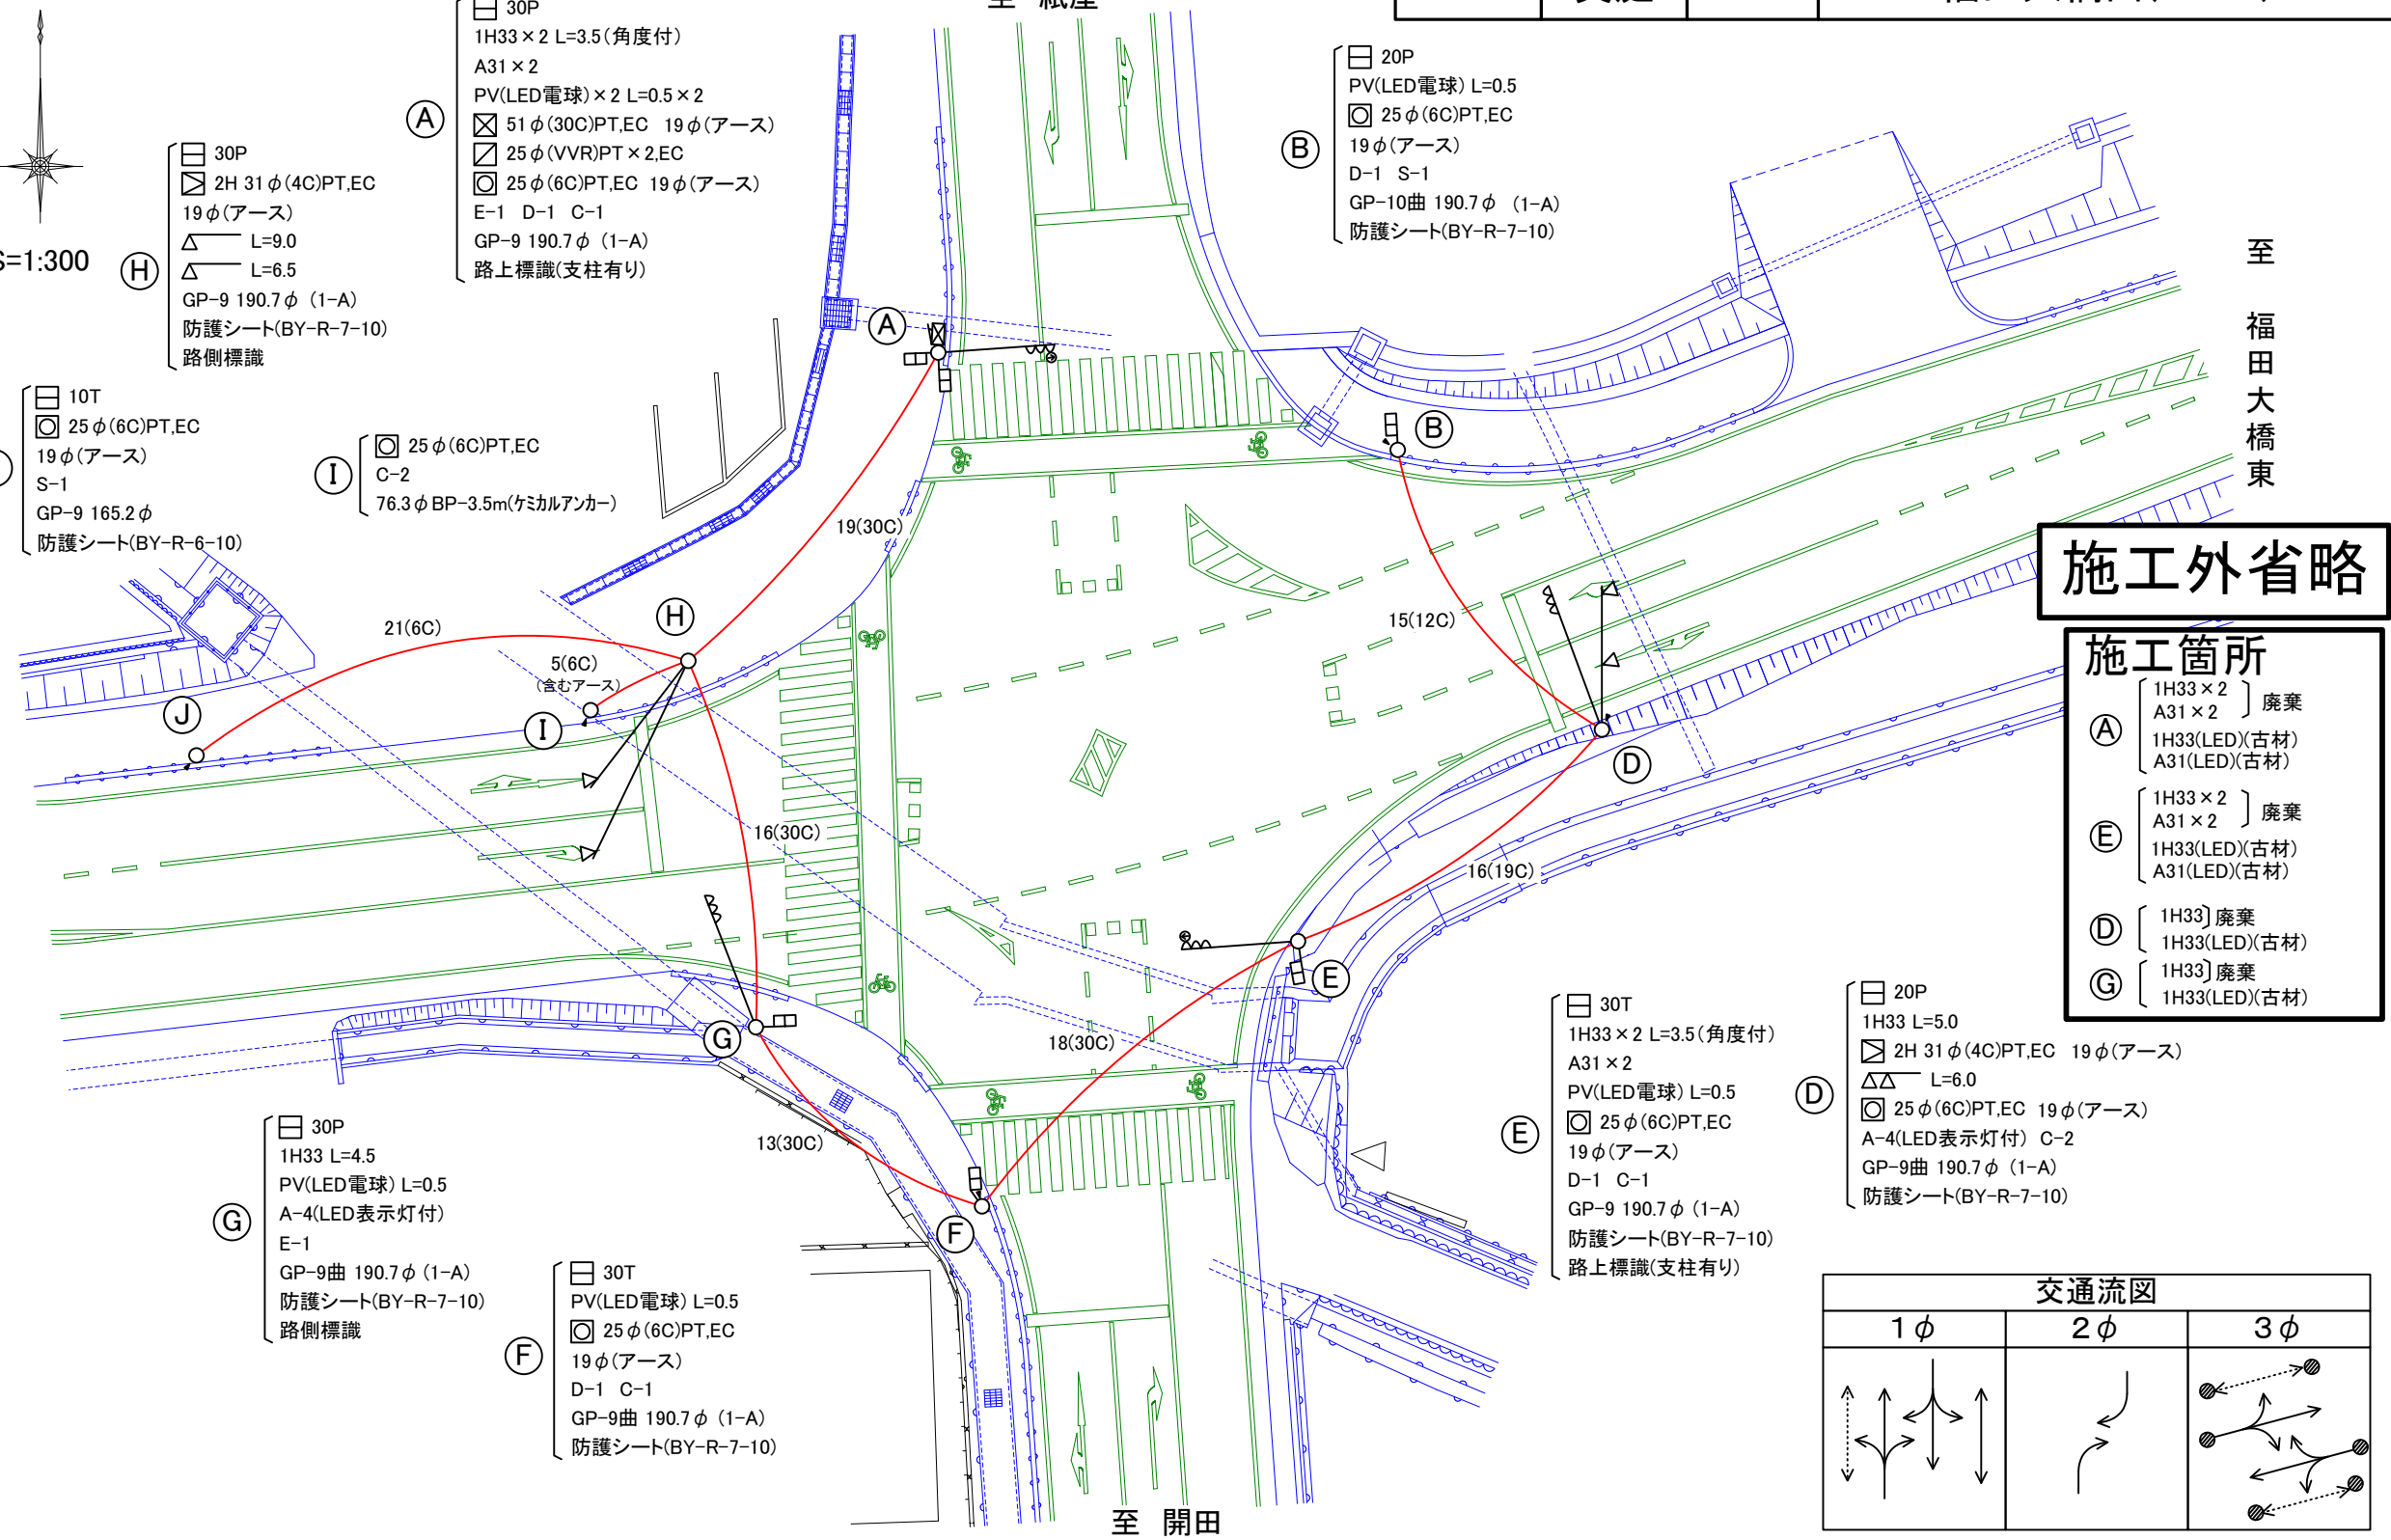 S=1:300
Ⓗ
30P
2H 31φ(4C)PT,EC
19φ(アース)
L=9.0
L=6.5
GP-9 190.7φ (1-A)
防護シート(BY-R-7-10)
路側標識
Ⓐ
30P
1H33×2 L=3.5(角度付)
A31×2
PV(LED電球)×2 L=0.5×2
51φ(30C)PT,EC 19φ(アース)
25φ(VVR)PT×2,EC
25φ(6C)PT,EC 19φ(アース)
E-1 D-1 C-1
GP-9 190.7φ (1-A)
路上標識(支柱有り)
Ⓑ
20P
PV(LED電球) L=0.5
25φ(6C)PT,EC
19φ(アース)
D-1 S-1
GP-10曲 190.7φ (1-A)
防護シート(BY-R-7-10)
10T
25φ(6C)PT,EC
19φ(アース)
S-1
GP-9 165.2φ
防護シート(BY-R-6-10)
Ⓘ
25φ(6C)PT,EC
C-2
76.3φBP-3.5m(ケミカルアンカー)
至 福田大橋東
施工外省略
施工箇所
Ⓐ
1H33×2
A31×2
廃棄
1H33(LED)(古材)
A31(LED)(古材)
Ⓔ
1H33×2
A31×2
廃棄
1H33(LED)(古材)
A31(LED)(古材)
Ⓓ
1H33]廃棄
1H33(LED)(古材)
Ⓖ
1H33]廃棄
1H33(LED)(古材)
Ⓐ
Ⓑ
19(30C)
Ⓗ
21(6C)
5(6C)
(含むアース)
15(12C)
Ⓙ
Ⓘ
Ⓓ
16(30C)
16(19C)
Ⓔ
Ⓖ
18(30C)
13(30C)
Ⓕ
Ⓖ
30P
1H33 L=4.5
PV(LED電球) L=0.5
A-4(LED表示灯付)
E-1
GP-9曲 190.7φ (1-A)
防護シート(BY-R-7-10)
路側標識
Ⓕ
30T
PV(LED電球) L=0.5
25φ(6C)PT,EC
19φ(アース)
D-1 C-1
GP-9曲 190.7φ (1-A)
防護シート(BY-R-7-10)
Ⓔ
30T
1H33×2 L=3.5(角度付)
A31×2
PV(LED電球) L=0.5
25φ(6C)PT,EC
19φ(アース)
D-1 C-1
GP-9 190.7φ (1-A)
防護シート(BY-R-7-10)
路上標識(支柱有り)
Ⓓ
20P
1H33 L=5.0
2H 31φ(4C)PT,EC 19φ(アース)
L=6.0
25φ(6C)PT,EC 19φ(アース)
A-4(LED表示灯付) C-2
GP-9曲 190.7φ (1-A)
防護シート(BY-R-7-10)
至 開田
交通流図
1φ 2φ 3φ